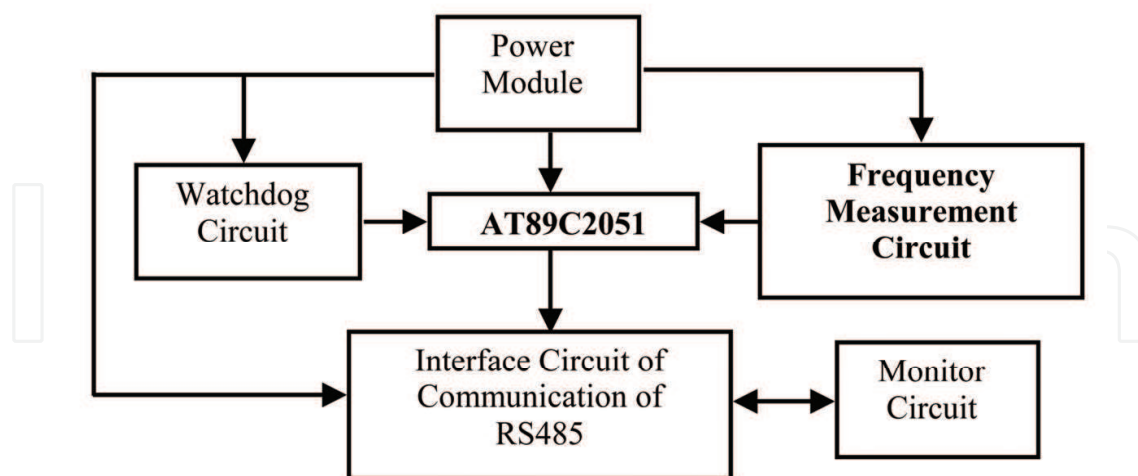 Power
Module
Watchdog
Circuit
AT89C2051
Frequency
Measurement
Circuit
Interface Circuit of
Communication of
RS485
Monitor
Circuit